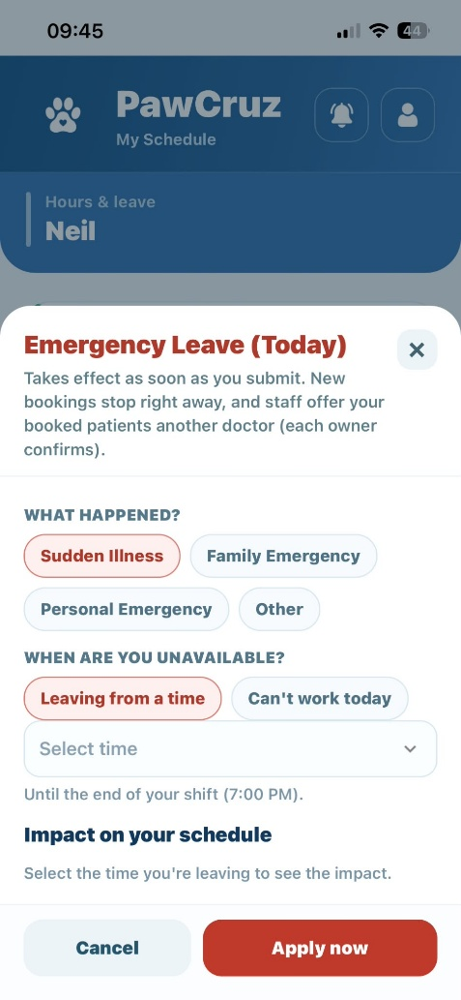 09:45
44
PawCruz
My Schedule
Hours & leave
Neil
Emergency Leave (Today)
Takes effect as soon as you submit. New
bookings stop right away, and staff offer your
booked patients another doctor (each owner
confirms).
WHAT HAPPENED?
Sudden Illness
Family Emergency
Personal Emergency
Other
WHEN ARE YOU UNAVAILABLE?
Leaving from a time
Can't work today
Select time
Until the end of your shift (7:00 PM).
Impact on your schedule
Select the time you're leaving to see the impact.
Cancel
Apply now